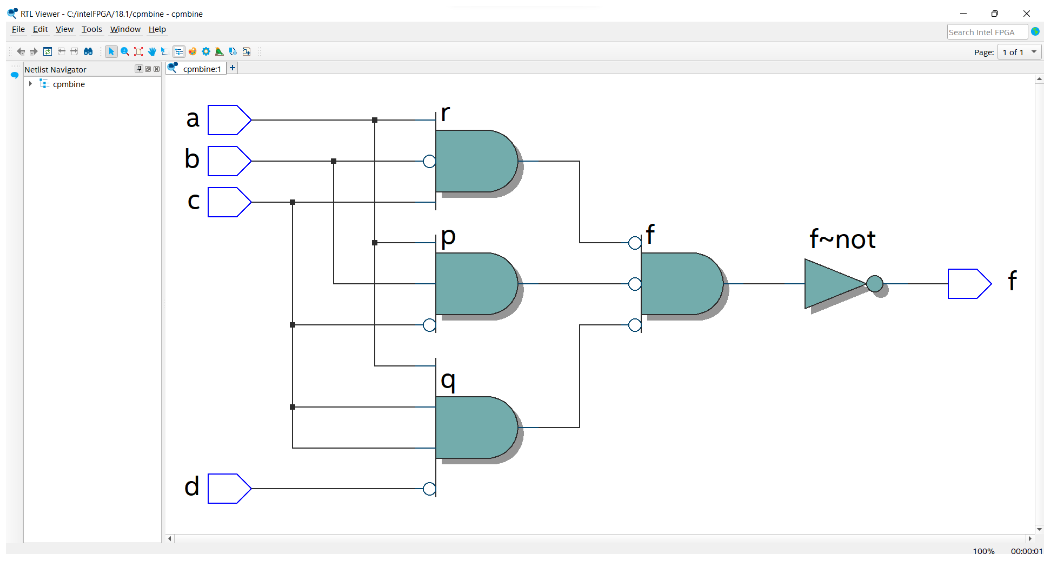 RTL Viewer - C:/intelFPGA/18.1/cpmbine - cpmbine
File Edit View Tools Window Help
Search Intel FPGA
Page: 1 of 1
Netlist Navigator
cpmbine:1 +
cpmbine
a
r
b
c
p
f
f~not
f
q
d
100% 00:00:01